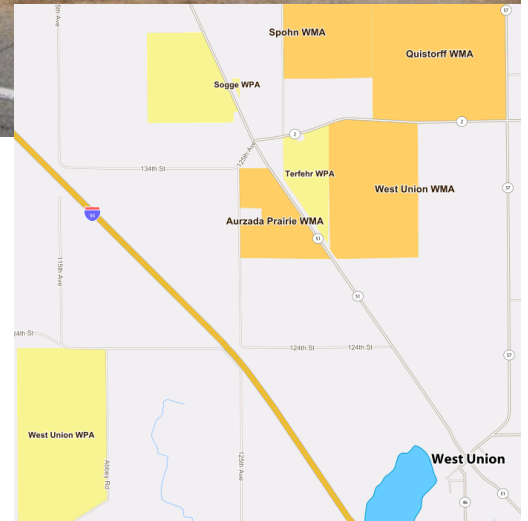 57
Spohn WMA
Quistorff WMA
5th Ave
Sogge WPA
2
2
125th Ave
134th St
Terfehr WPA
West Union WMA
57
94
Aurzada Prairie WMA
51
115th Ave
51
24th St
124th St
124th St
57
West Union WPA
West Union
125th Ave
Abbey Rd
46
51